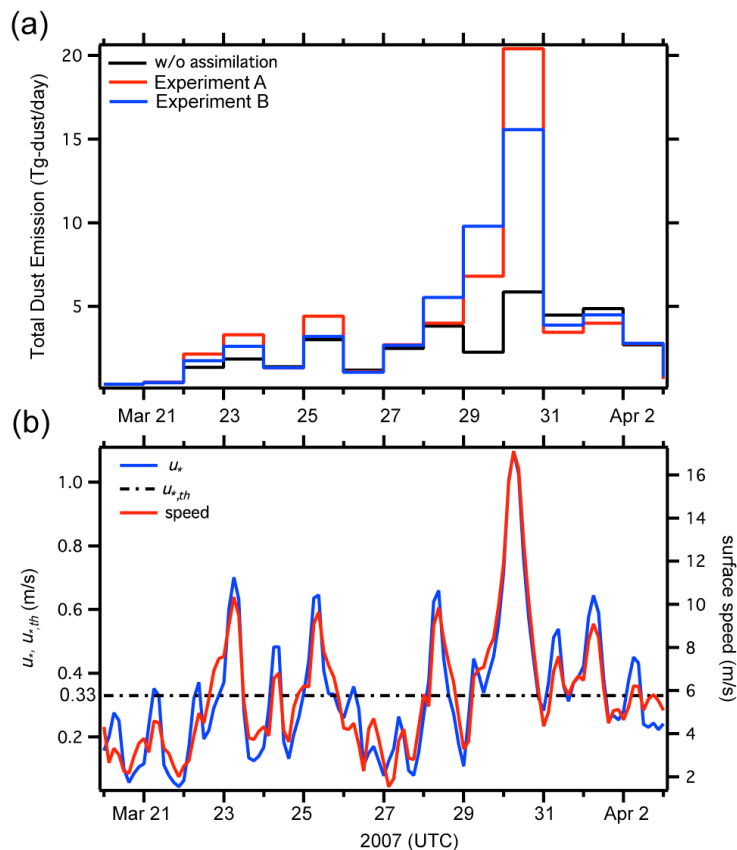 (a)
Total Dust Emission (Tg-dust/day)
20
15
10
5
w/o assimilation
Experiment A
Experiment B
Mar 21 23 25 27 29 31 Apr 2
(b)
u*, u*,th (m/s)
1.0
0.8
0.6
0.4
0.33
0.2
u*
u*,th
speed
16
14
12
10
8
6
4
2
surface speed (m/s)
Mar 21 23 25 27 29 31 Apr 2
2007 (UTC)